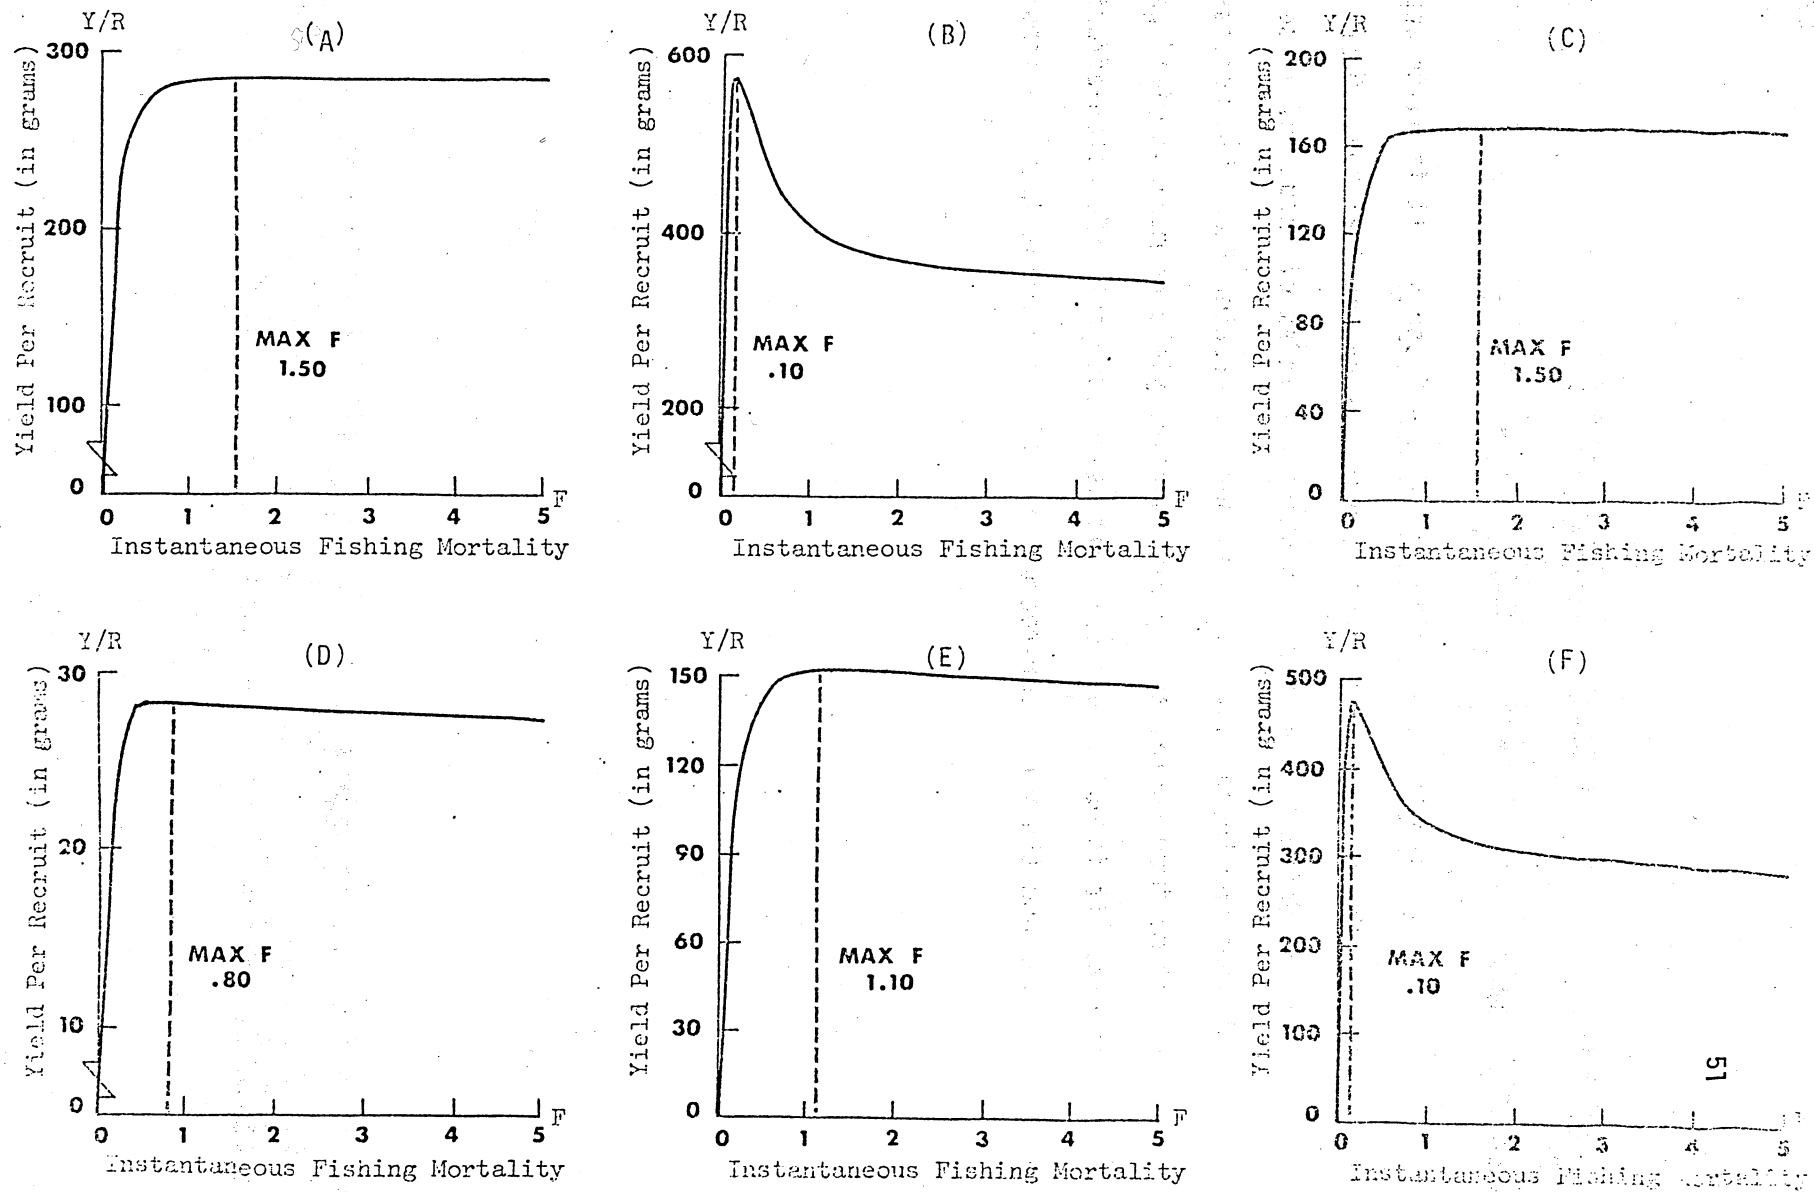 Y/R
(A)
300
200
100
0
Yield Per Recruit (in grams)
MAX F
1.50
0 1 2 3 4 5 F
Instantaneous Fishing Mortality
Y/R
(B)
600
400
200
0
Yield Per Recruit (in grams)
MAX F
.10
0 1 2 3 4 5 F
Instantaneous Fishing Mortality
Y/R
(C)
200
160
120
80
40
0
Yield Per Recruit (in grams)
MAX F
1.50
0 1 2 3 4 5 F
Instantaneous Fishing Mortality
Y/R
(D)
30
20
10
0
Yield Per Recruit (in grams)
MAX F
.80
0 1 2 3 4 5 F
Instantaneous Fishing Mortality
Y/R
(E)
150
120
90
60
30
0
Yield Per Recruit (in grams)
MAX F
1.10
0 1 2 3 4 5 F
Instantaneous Fishing Mortality
Y/R
(F)
500
400
300
200
100
0
Yield Per Recruit (in grams)
MAX F
.10
0 1 2 3 4 5
Instantaneous Fishing Mortality
51